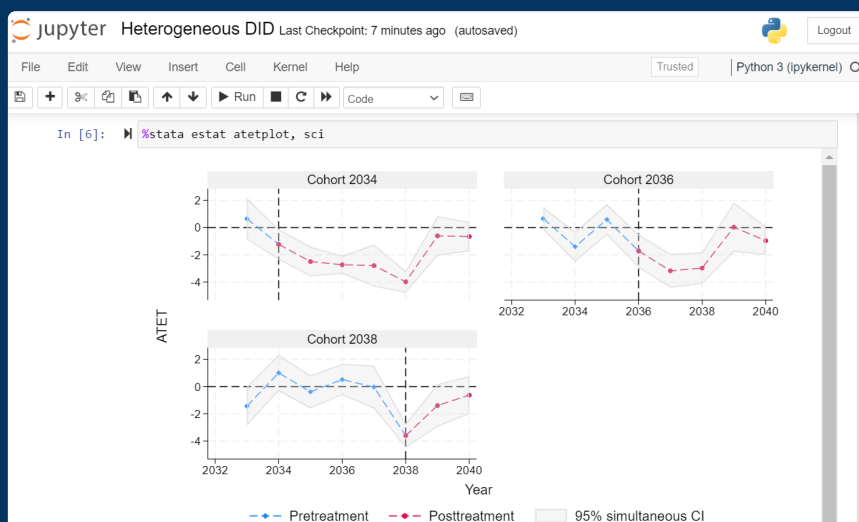 jupyter Heterogeneous DID Last Checkpoint: 7 minutes ago (autosaved) Logout
File Edit View Insert Cell Kernel Help Trusted Python 3 (ipykernel)
Run Code
In [6]: %stata estat atetplot, sci
Cohort 2034 Cohort 2036
2
0
-2
-4
2032 2034 2036 2038 2040
ATET
Cohort 2038
2
0
-2
-4
2032 2034 2036 2038 2040
Year
Pretreatment Posttreatment 95% simultaneous CI